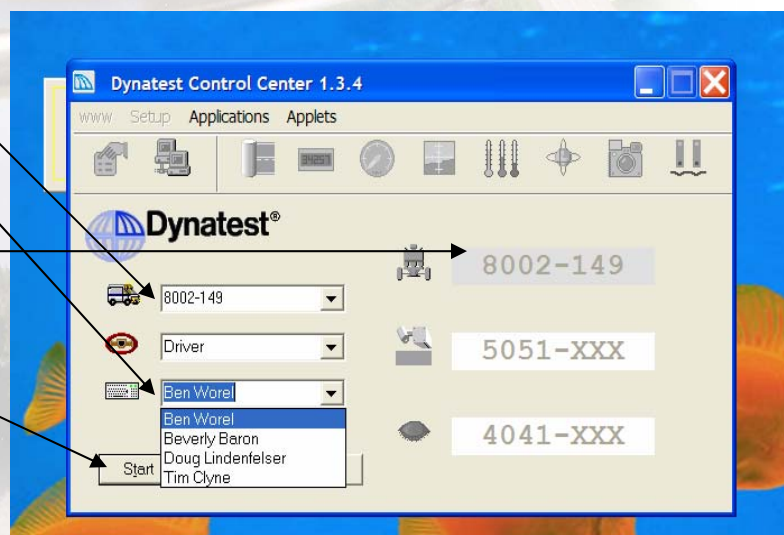 Dynatest Control Center 1.3.4
www Setup Applications Applets
34257
Dynatest®
8002-149
8002-149
Driver
5051-XXX
Ben Worel
Ben Worel
Beverly Baron
Doug Lindenfelser
Tim Clyne
4041-XXX
Start